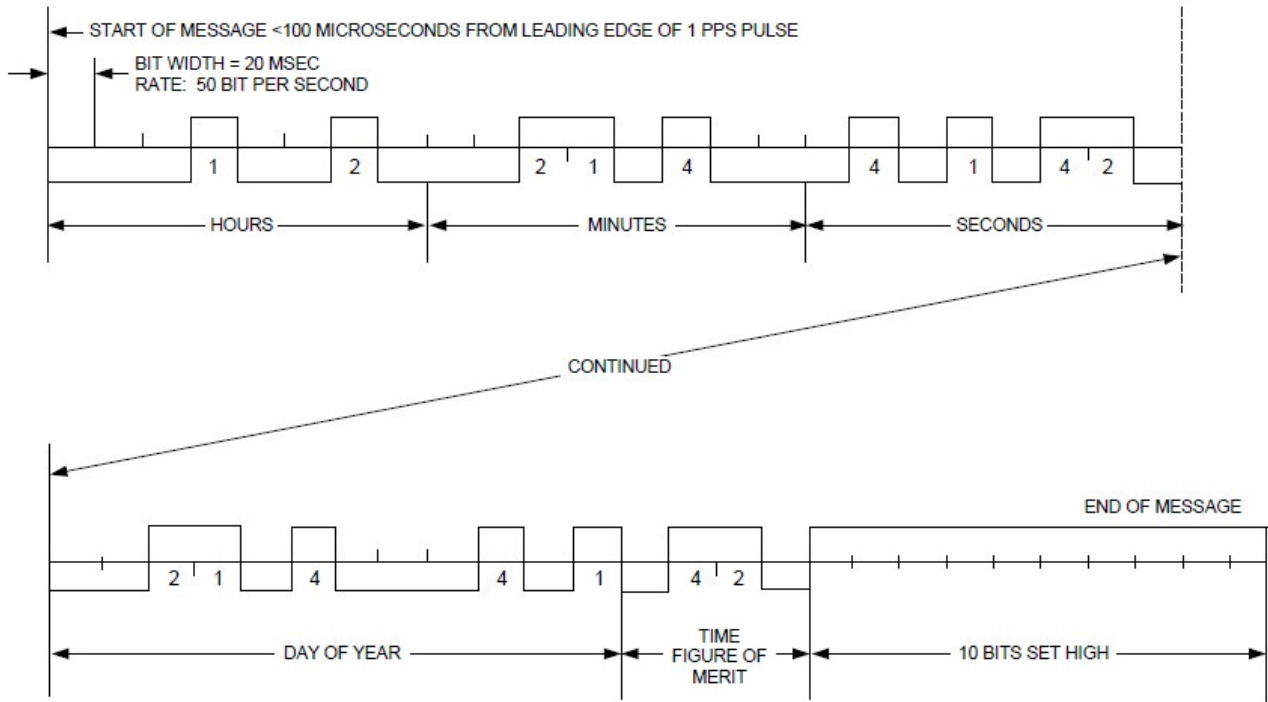 START OF MESSAGE <100 MICROSECONDS FROM LEADING EDGE OF 1 PPS PULSE
BIT WIDTH = 20 MSEC
RATE: 50 BIT PER SECOND
1 2 2 1 4 4 1 4 2
HOURS MINUTES SECONDS
CONTINUED
END OF MESSAGE
2 1 4 4 1 4 2
DAY OF YEAR
TIME
FIGURE OF
MERIT
10 BITS SET HIGH